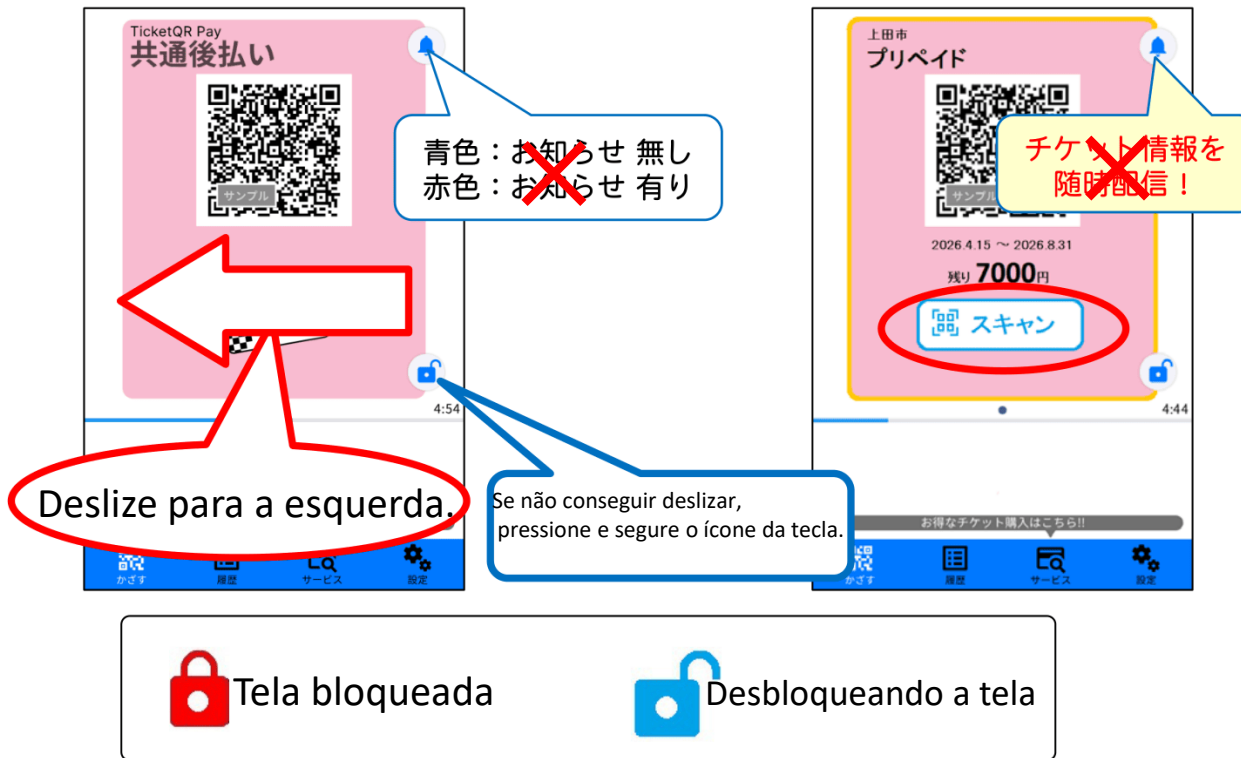 TicketQR Pay
共通後払い
サンプル
青色：お知らせ 無し
赤色：お知らせ 有り
4:54
Deslize para a esquerda.
Se não conseguir deslizar,
pressione e segure o ícone da tecla.
かざす
履歴
サービス
設定
上田市
プリペイド
チケット情報を
随時配信！
2026.4.15 ～ 2026.8.31
残り 7000円
スキャン
4:44
お得なチケット購入はこちら!!
かざす
履歴
サービス
設定
Tela bloqueada
Desbloqueando a tela